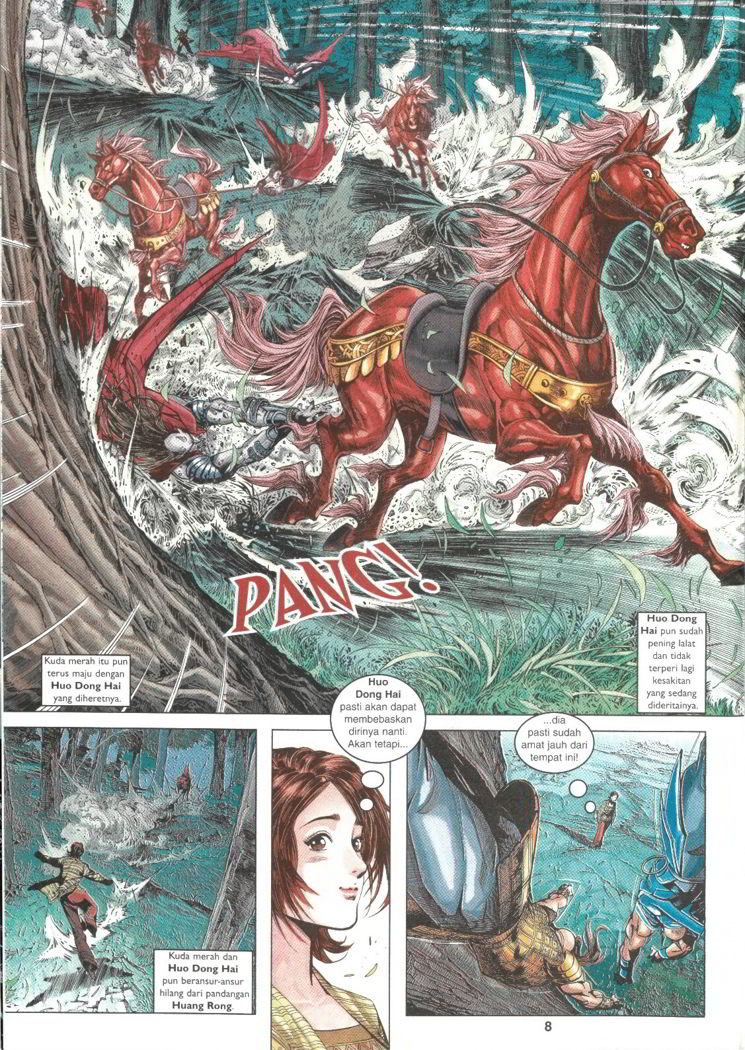 PANG!
Kuda merah itu pun
terus maju dengan
Huo Dong Hai
yang diheretnya.
Huo Dong
Hai pun sudah
pening lalat
dan tidak
terperi lagi
kesakitan
yang sedang
dideritainya.
Kuda merah dan
Huo Dong Hai
pun beransur-ansur
hilang dari pandangan
Huang Rong.
Huo
Dong Hai
pasti akan dapat
membebaskan
dirinya nanti.
Akan tetapi...
...dia
pasti sudah
amat jauh dari
tempat ini!
8